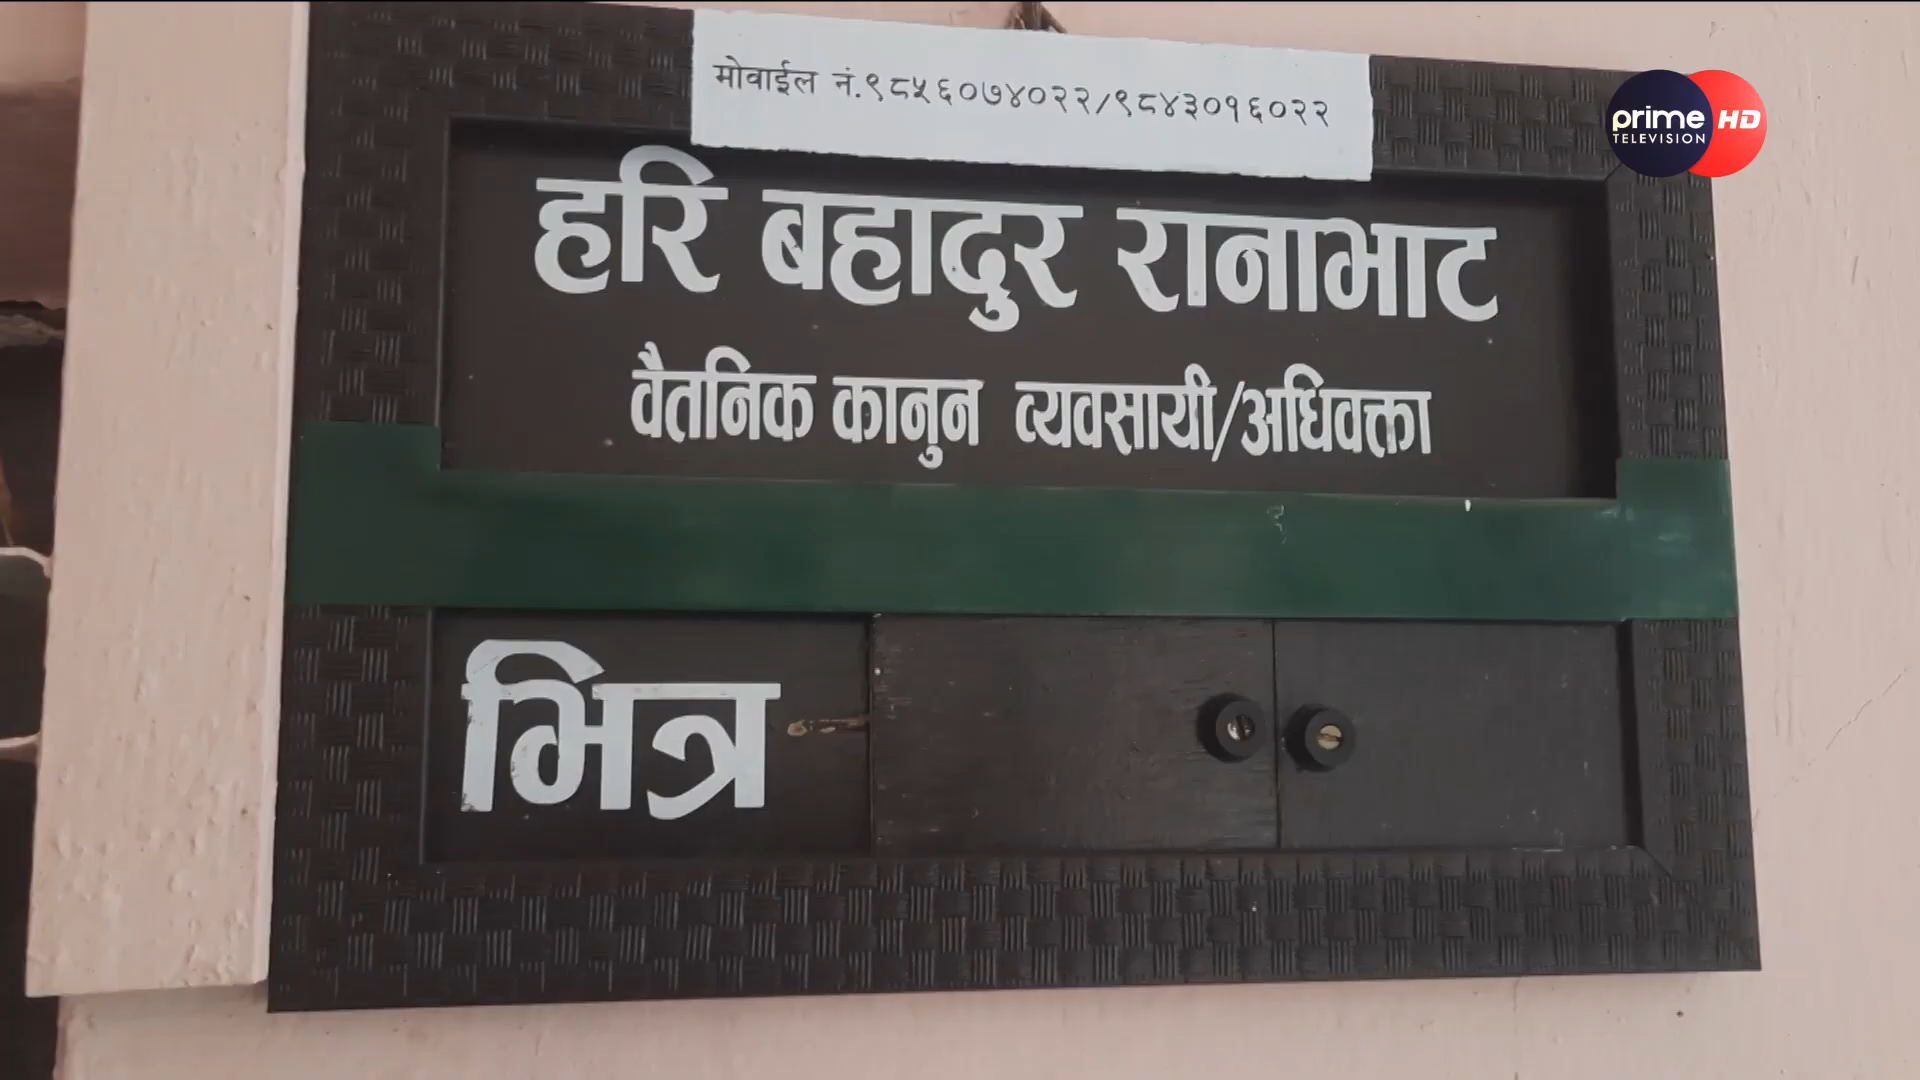 मोवाईल नं.९८५६०७४०२२/९८४३०१६०२२
prime HD
TELEVISION
हरि बहादुर रानाभाट
वैतनिक कानुन व्यवसायी/अधिवक्ता
भित्र